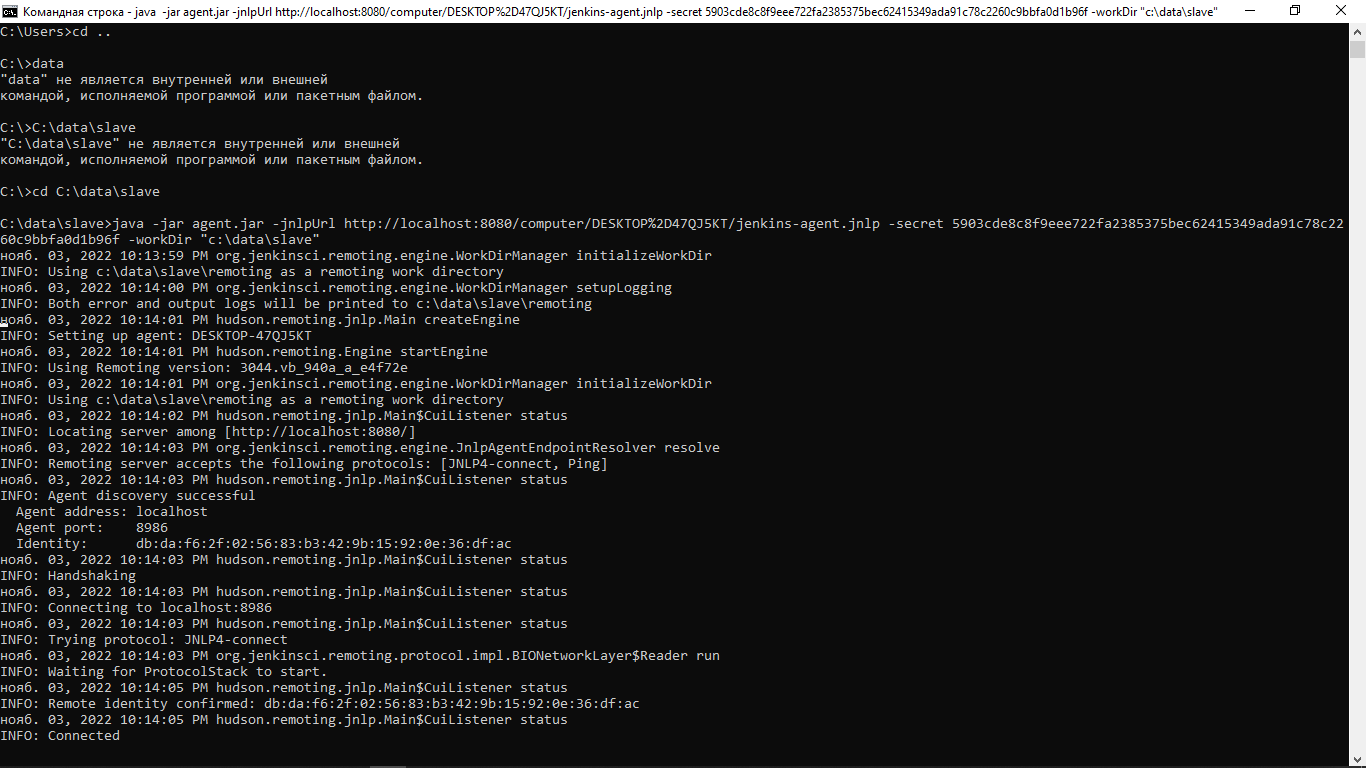 Командная строка - java  -jar agent.jar -jnlpUrl http://localhost:8080/computer/DESKTOP%2D47QJ5KT/jenkins-agent.jnlp -secret 5903cde8c8f9eee722fa2385375bec62415349ada91c78c2260c9bbfa0d1b96f -workDir "c:\data\slave"
C:\Users>cd ..
C:\>data
"data" не является внутренней или внешней
командой, исполняемой программой или пакетным файлом.
C:\>C:\data\slave
"C:\data\slave" не является внутренней или внешней
командой, исполняемой программой или пакетным файлом.
C:\>cd C:\data\slave
C:\data\slave>java -jar agent.jar -jnlpUrl http://localhost:8080/computer/DESKTOP%2D47QJ5KT/jenkins-agent.jnlp -secret 5903cde8c8f9eee722fa2385375bec62415349ada91c78c22
60c9bbfa0d1b96f -workDir "c:\data\slave"
нояб. 03, 2022 10:13:59 PM org.jenkinsci.remoting.engine.WorkDirManager initializeWorkDir
INFO: Using c:\data\slave\remoting as a remoting work directory
нояб. 03, 2022 10:14:00 PM org.jenkinsci.remoting.engine.WorkDirManager setupLogging
INFO: Both error and output logs will be printed to c:\data\slave\remoting
нояб. 03, 2022 10:14:01 PM hudson.remoting.jnlp.Main createEngine
INFO: Setting up agent: DESKTOP-47QJ5KT
нояб. 03, 2022 10:14:01 PM hudson.remoting.Engine startEngine
INFO: Using Remoting version: 3044.vb_940a_a_e4f72e
нояб. 03, 2022 10:14:01 PM org.jenkinsci.remoting.engine.WorkDirManager initializeWorkDir
INFO: Using c:\data\slave\remoting as a remoting work directory
нояб. 03, 2022 10:14:02 PM hudson.remoting.jnlp.Main$CuiListener status
INFO: Locating server among [http://localhost:8080/]
нояб. 03, 2022 10:14:03 PM org.jenkinsci.remoting.engine.JnlpAgentEndpointResolver resolve
INFO: Remoting server accepts the following protocols: [JNLP4-connect, Ping]
нояб. 03, 2022 10:14:03 PM hudson.remoting.jnlp.Main$CuiListener status
INFO: Agent discovery successful
  Agent address: localhost
  Agent port:    8986
  Identity:      db:da:f6:2f:02:56:83:b3:42:9b:15:92:0e:36:df:ac
нояб. 03, 2022 10:14:03 PM hudson.remoting.jnlp.Main$CuiListener status
INFO: Handshaking
нояб. 03, 2022 10:14:03 PM hudson.remoting.jnlp.Main$CuiListener status
INFO: Connecting to localhost:8986
нояб. 03, 2022 10:14:03 PM hudson.remoting.jnlp.Main$CuiListener status
INFO: Trying protocol: JNLP4-connect
нояб. 03, 2022 10:14:03 PM org.jenkinsci.remoting.protocol.impl.BIONetworkLayer$Reader run
INFO: Waiting for ProtocolStack to start.
нояб. 03, 2022 10:14:05 PM hudson.remoting.jnlp.Main$CuiListener status
INFO: Remote identity confirmed: db:da:f6:2f:02:56:83:b3:42:9b:15:92:0e:36:df:ac
нояб. 03, 2022 10:14:05 PM hudson.remoting.jnlp.Main$CuiListener status
INFO: Connected